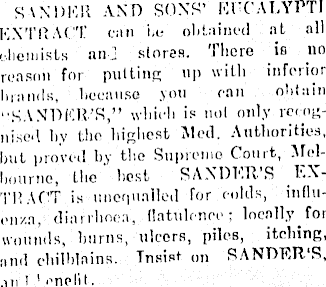 SANDER AND SONS' EUCALYPTI
EXTRACT can be obtained at all
chemists and stores. There is no
reason for putting up with inferior
brands, because you can obtain
"SANDER'S," which is not only recog-
nised by the highest Med. Authorities,
but proved by the Supreme Court, Mel-
bourne, the best SANDER'S EX-
TRACT is unequalled for colds, influ-
enza, diarrhoea, flatulence; locally for
wounds, burns, ulcers, piles, itching,
and chilblains. Insist on SANDER'S,
and benefit.